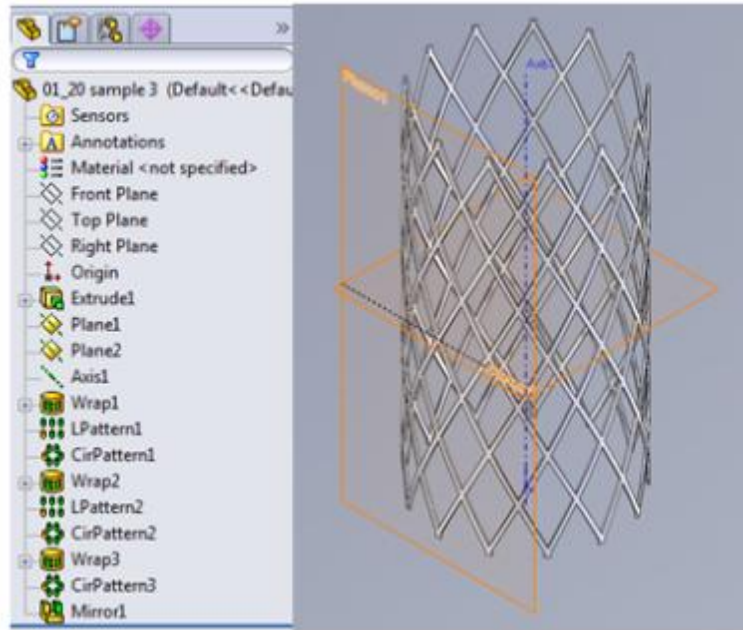 01_20 sample 3 (Default<<Defau
Sensors
Annotations
Material <not specified>
Front Plane
Top Plane
Right Plane
Origin
Extrude1
Plane1
Plane2
Axis1
Wrap1
LPattern1
CirPattern1
Wrap2
LPattern2
CirPattern2
Wrap3
CirPattern3
Mirror1
Axis1